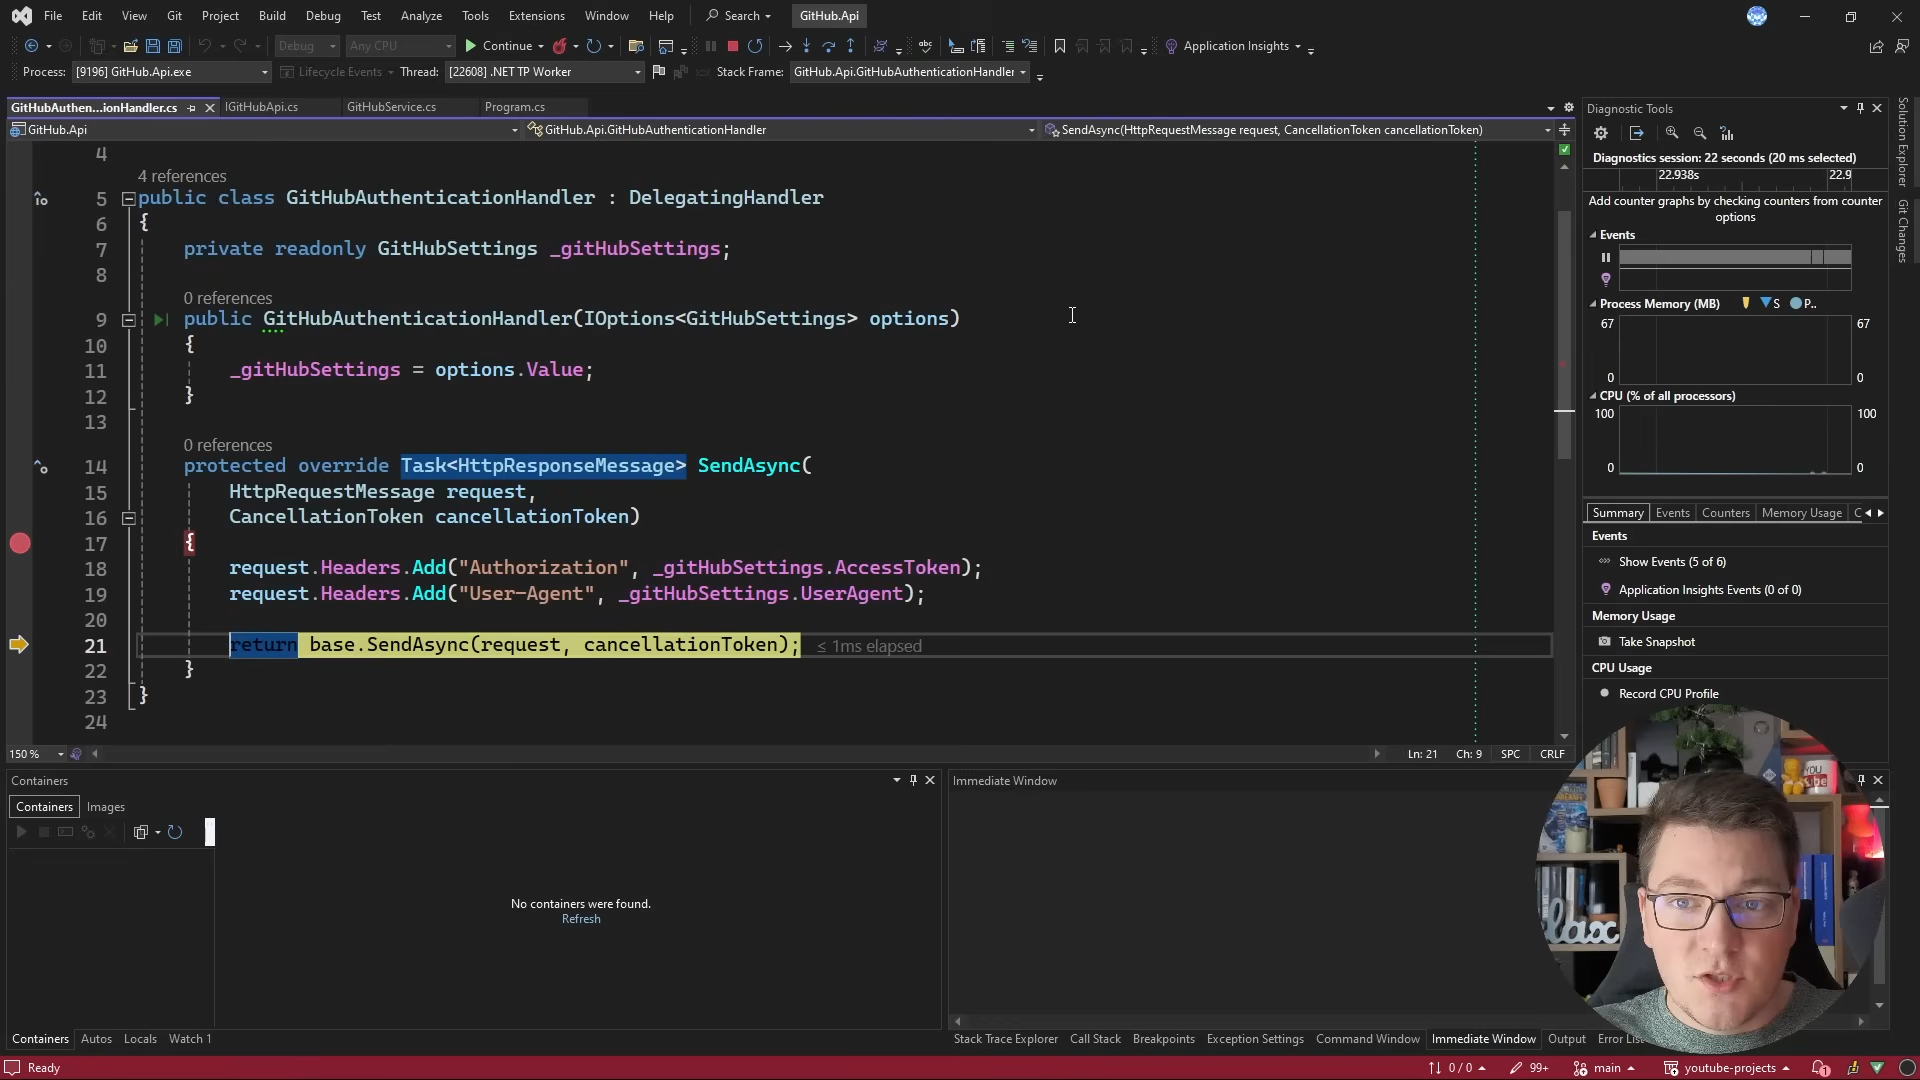 File Edit View Git Project Build Debug Test Analyze Tools Extensions Window Help Search GitHub.Api
Debug Any CPU Continue Application Insights
Process: [9196] GitHub.Api.exe Lifecycle Events Thread: [22608] .NET TP Worker Stack Frame: GitHub.Api.GitHubAuthenticationHandler
GitHubAuthen...ionHandler.cs IGitHubApi.cs GitHubService.cs Program.cs
GitHub.Api GitHub.Api.GitHubAuthenticationHandler SendAsync(HttpRequestMessage request, CancellationToken cancellationToken)
4
4 references
5 public class GitHubAuthenticationHandler : DelegatingHandler
6 {
7 private readonly GitHubSettings _gitHubSettings;
8
0 references
9 public GitHubAuthenticationHandler(IOptions<GitHubSettings> options)
10 {
11 _gitHubSettings = options.Value;
12 }
13
0 references
14 protected override Task<HttpResponseMessage> SendAsync(
15 HttpRequestMessage request,
16 CancellationToken cancellationToken)
17 {
18 request.Headers.Add("Authorization", _gitHubSettings.AccessToken);
19 request.Headers.Add("User-Agent", _gitHubSettings.UserAgent);
20
21 return base.SendAsync(request, cancellationToken); ≤ 1ms elapsed
22 }
23 }
24
150 % Ln: 21 Ch: 9 SPC CRLF
Diagnostic Tools
Diagnostics session: 22 seconds (20 ms selected)
22.938s 22.9
Add counter graphs by checking counters from counter
options
Events
Process Memory (MB) S P..
67 67
0 0
CPU (% of all processors)
100 100
0 0
Summary Events Counters Memory Usage C
Events
Show Events (5 of 6)
Application Insights Events (0 of 0)
Memory Usage
Take Snapshot
CPU Usage
Record CPU Profile
Solution Explorer
Git Changes
Containers
Containers Images
No containers were found.
Refresh
Containers Autos Locals Watch 1
Immediate Window
Stack Trace Explorer Call Stack Breakpoints Exception Settings Command Window Immediate Window Output Error List
Ready 0 / 0 99+ main youtube-projects 1